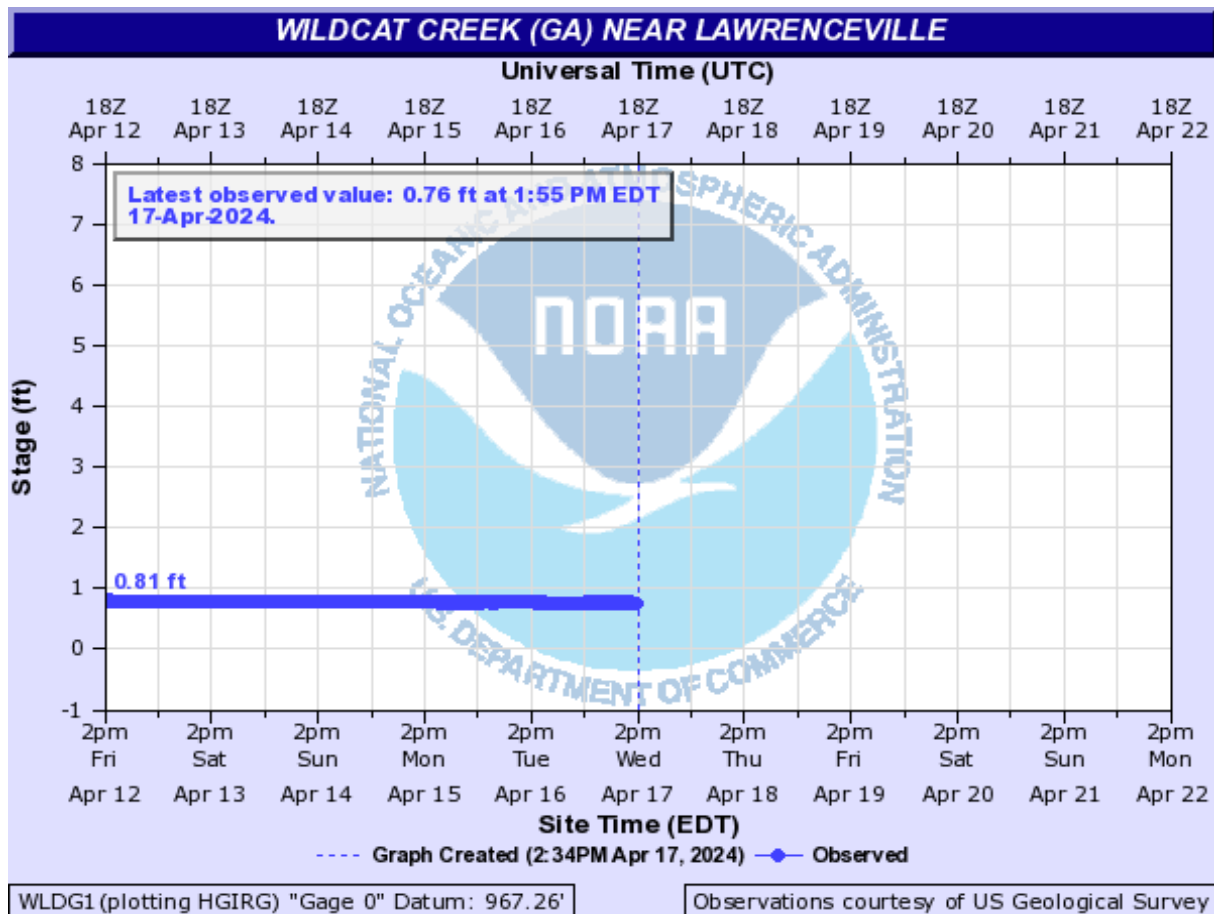 WILDCAT CREEK (GA) NEAR LAWRENCEVILLE
Universal Time (UTC)
18Z 18Z 18Z 18Z 18Z 18Z 18Z 18Z 18Z 18Z 18Z
Apr 12 Apr 13 Apr 14 Apr 15 Apr 16 Apr 17 Apr 18 Apr 19 Apr 20 Apr 21 Apr 22
Latest observed value: 0.76 ft at 1:55 PM EDT
17-Apr-2024.
NATIONAL OCEANIC AND ATMOSPHERIC ADMINISTRATION
NOAA
U.S. DEPARTMENT OF COMMERCE
Stage (ft)
8
7
6
5
4
3
2
1
0
-1
0.81 ft
2pm 2pm 2pm 2pm 2pm 2pm 2pm 2pm 2pm 2pm 2pm
Fri Sat Sun Mon Tue Wed Thu Fri Sat Sun Mon
Apr 12 Apr 13 Apr 14 Apr 15 Apr 16 Apr 17 Apr 18 Apr 19 Apr 20 Apr 21 Apr 22
Site Time (EDT)
Graph Created (2:34PM Apr 17, 2024) Observed
WLDG1(plotting HGIRG) "Gage 0" Datum: 967.26'
Observations courtesy of US Geological Survey